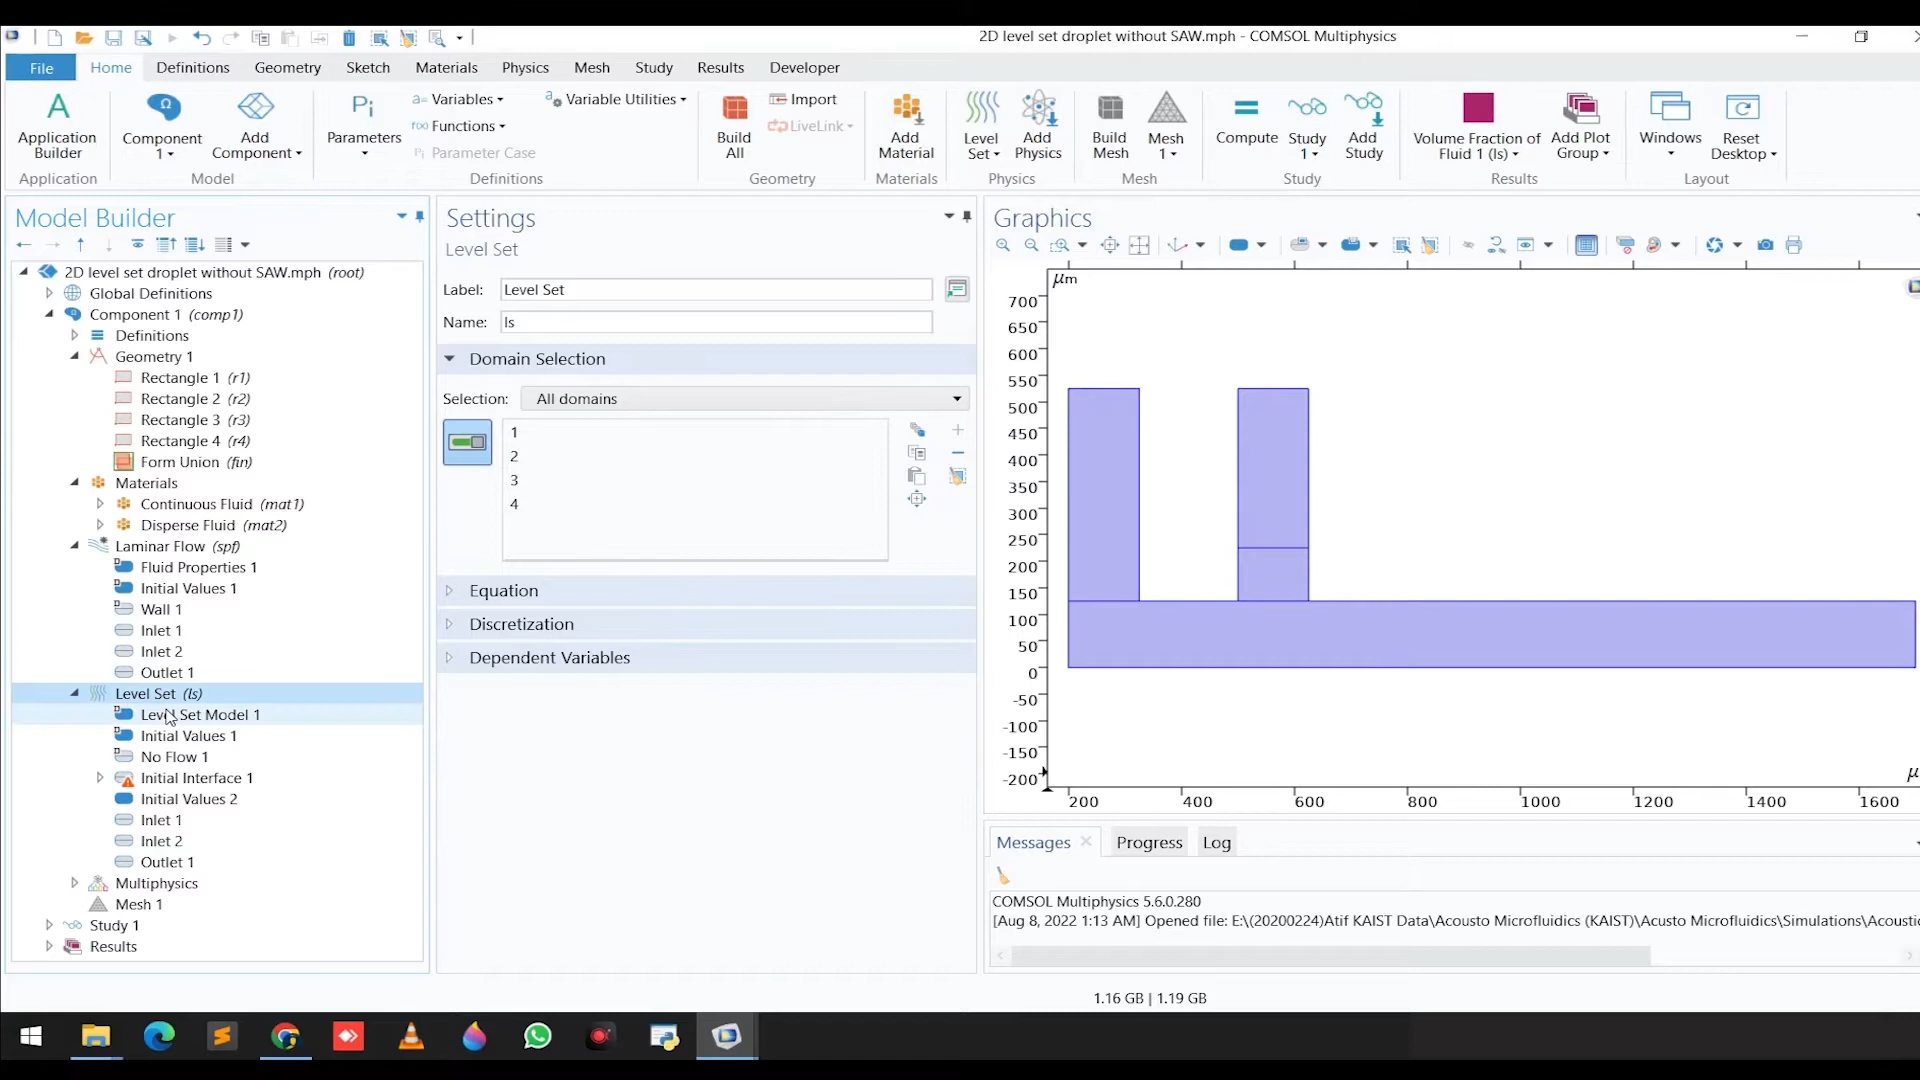 2D level set droplet without SAW.mph - COMSOL Multiphysics
File Home Definitions Geometry Sketch Materials Physics Mesh Study Results Developer
Application Builder
Component 1
Add Component
Parameters
a= Variables
Functions
Pi Parameter Case
Variable Utilities
Build All
Import
LiveLink
Add Material
Level Set
Add Physics
Build Mesh
Mesh 1
Compute
Study 1
Add Study
Volume Fraction of Fluid 1 (ls)
Add Plot Group
Windows
Reset Desktop
Application Model Definitions Geometry Materials Physics Mesh Study Results Layout
Model Builder
2D level set droplet without SAW.mph (root)
Global Definitions
Component 1 (comp1)
Definitions
Geometry 1
Rectangle 1 (r1)
Rectangle 2 (r2)
Rectangle 3 (r3)
Rectangle 4 (r4)
Form Union (fin)
Materials
Continuous Fluid (mat1)
Disperse Fluid (mat2)
Laminar Flow (spf)
Fluid Properties 1
Initial Values 1
Wall 1
Inlet 1
Inlet 2
Outlet 1
Level Set (ls)
Level Set Model 1
Initial Values 1
No Flow 1
Initial Interface 1
Initial Values 2
Inlet 1
Inlet 2
Outlet 1
Multiphysics
Mesh 1
Study 1
Results
Settings
Level Set
Label: Level Set
Name: ls
Domain Selection
Selection: All domains
1
2
3
4
Equation
Discretization
Dependent Variables
Graphics
μm
700
650
600
550
500
450
400
350
300
250
200
150
100
50
0
-50
-100
-150
-200
200 400 600 800 1000 1200 1400 1600
Messages Progress Log
COMSOL Multiphysics 5.6.0.280
[Aug 8, 2022 1:13 AM] Opened file: E:\(20200224)Atif KAIST Data\Acousto Microfluidics (KAIST)\Acusto Microfluidics\Simulations\Acousti
1.16 GB | 1.19 GB